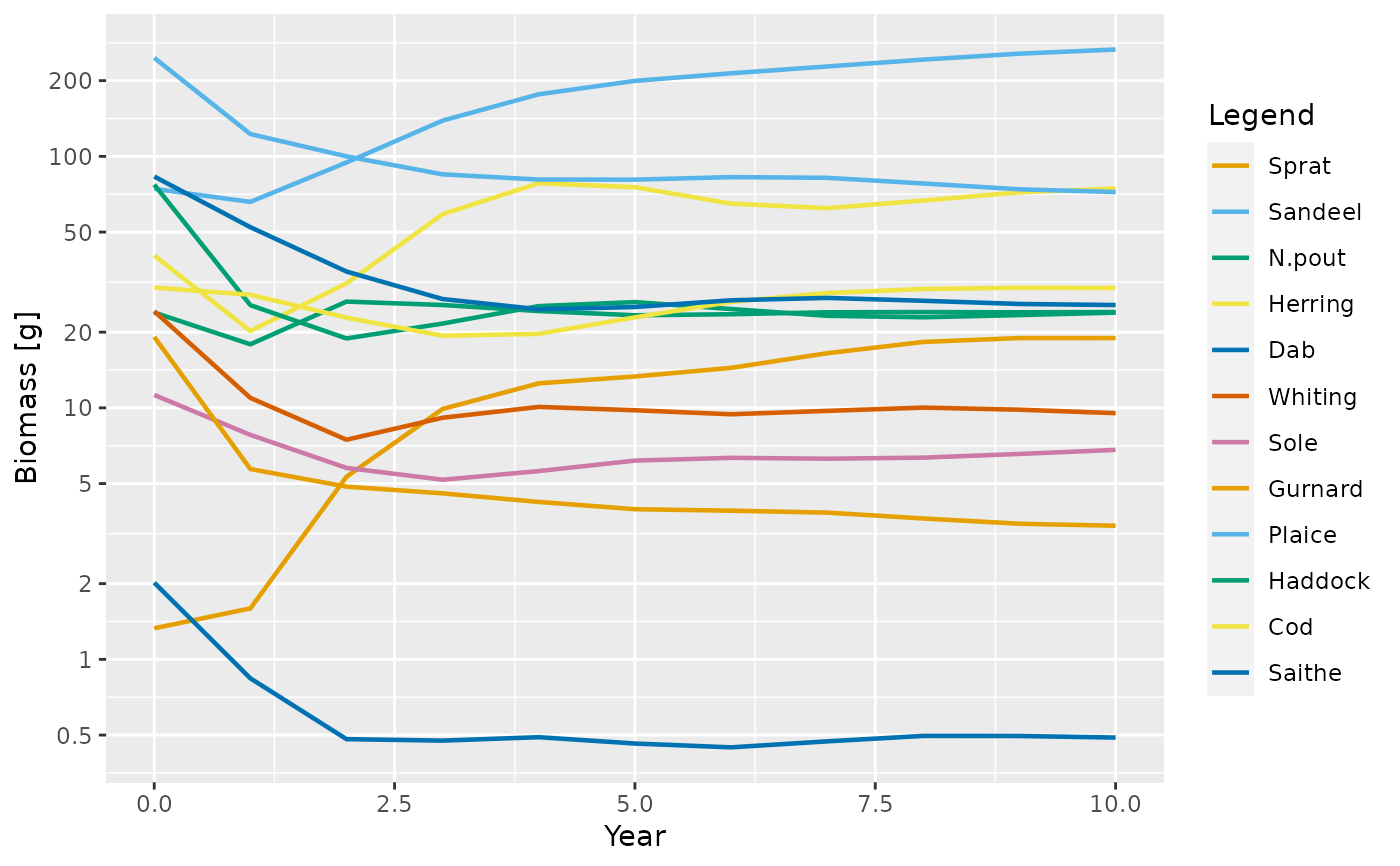 200
100
50
20
10
5
2
1
0.5
Biomass [g]
0.0
2.5
5.0
7.5
10.0
Year
Legend
Sprat
Sandeel
N.pout
Herring
Dab
Whiting
Sole
Gurnard
Plaice
Haddock
Cod
Saithe